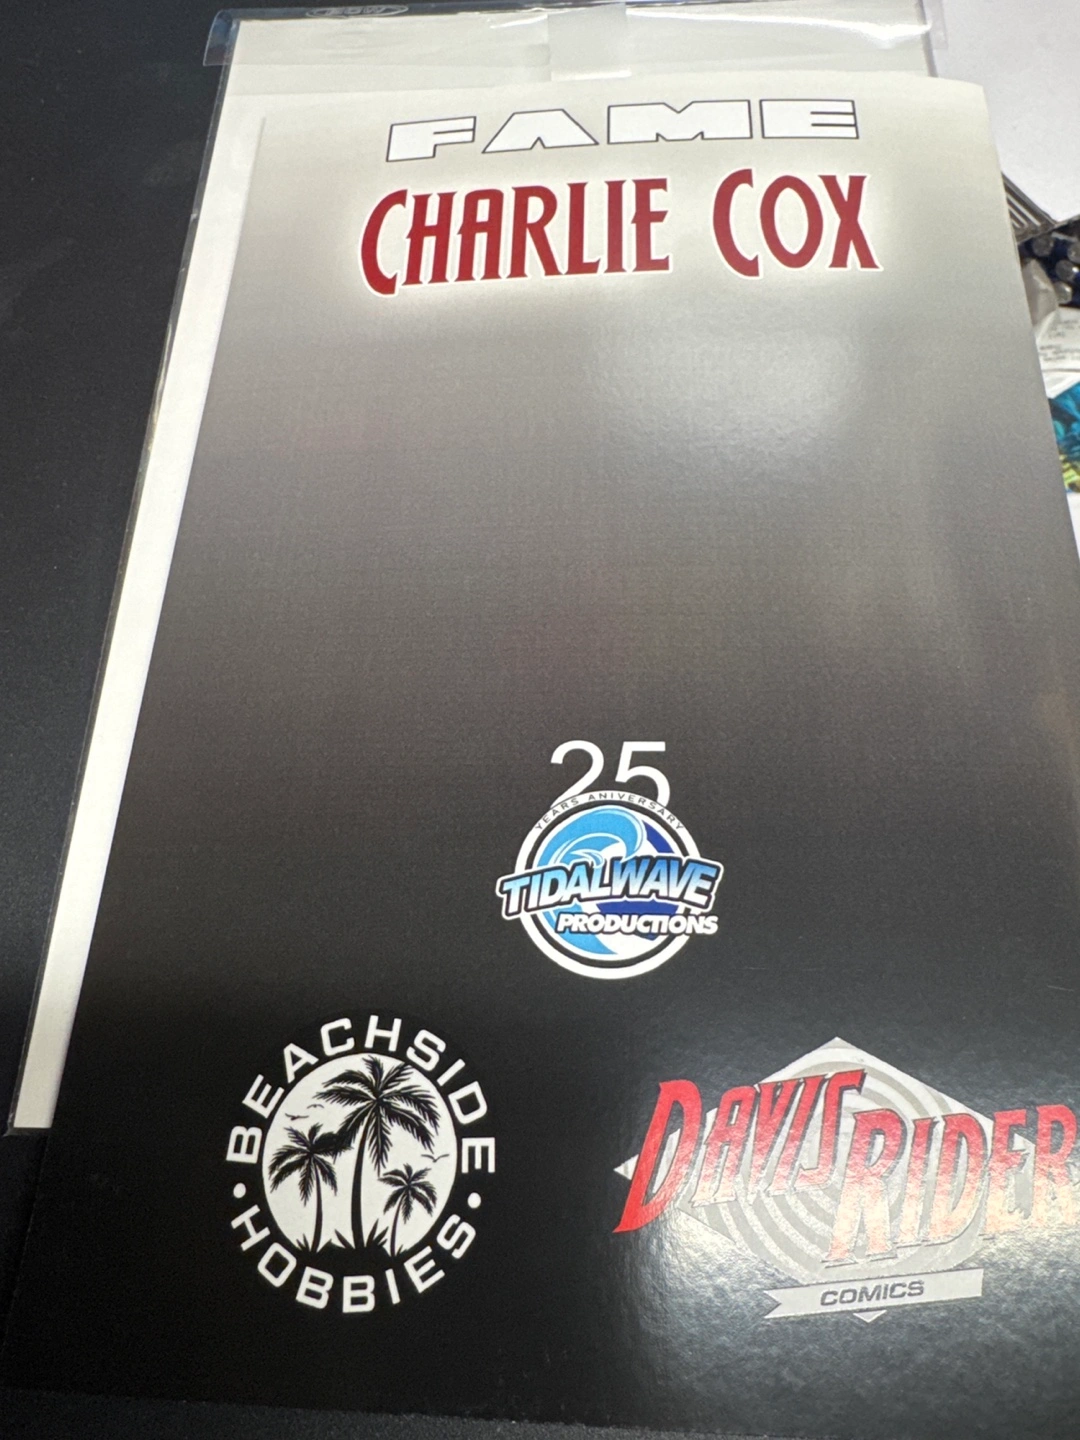 FAME
CHARLIE COX
25
YEARS ANIVERSARY
TIDALWAVE
PRODUCTIONS
BEACHSIDE
• HOBBIES •
DAVIS RIDER
COMICS